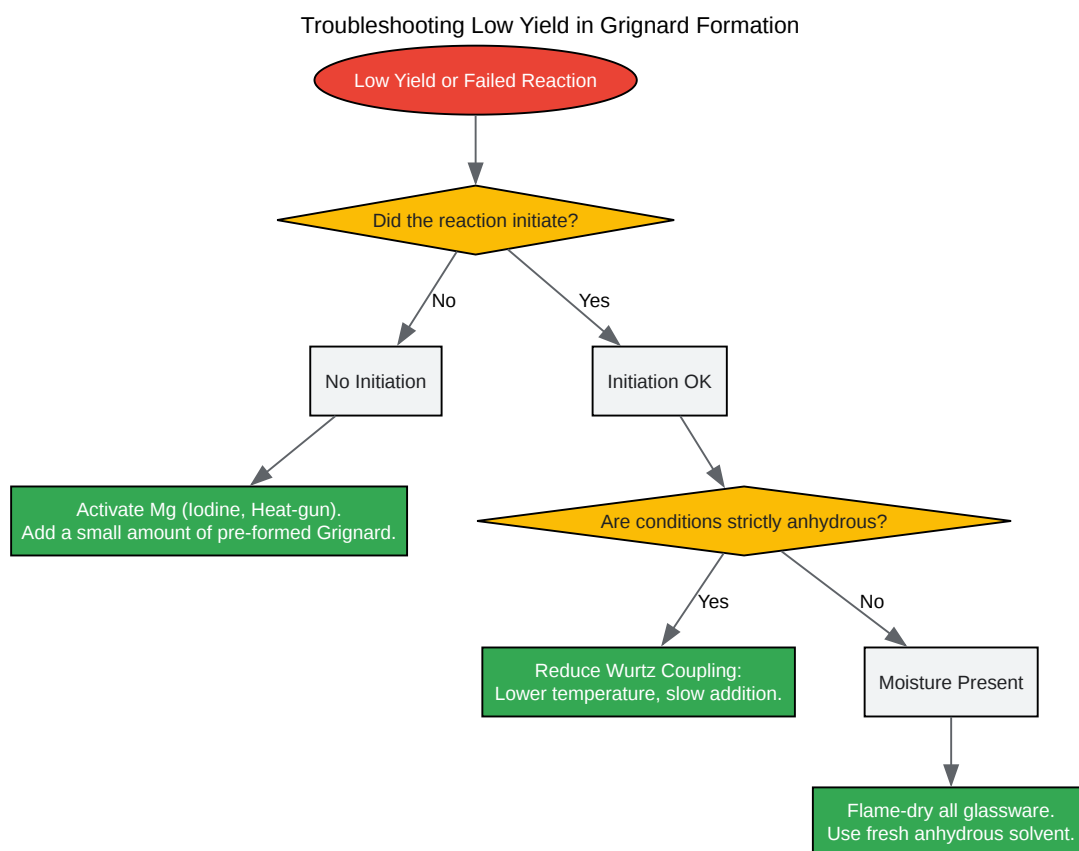 Troubleshooting Low Yield in Grignard Formation
Low Yield or Failed Reaction
Did the reaction initiate?
No
Yes
No Initiation
Initiation OK
Activate Mg (Iodine, Heat-gun).
Add a small amount of pre-formed Grignard.
Are conditions strictly anhydrous?
Yes
No
Reduce Wurtz Coupling:
Lower temperature, slow addition.
Moisture Present
Flame-dry all glassware.
Use fresh anhydrous solvent.